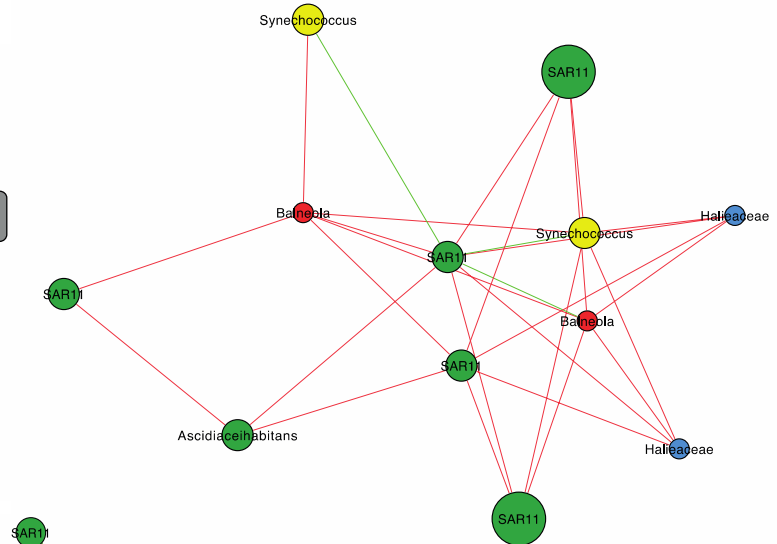 Synechococcus
SAR11
Balneola
Halieaceae
Synechococcus
SAR11
SAR11
Balneola
SAR11
Ascidiaceihabitans
Halieaceae
SAR11
SAR11